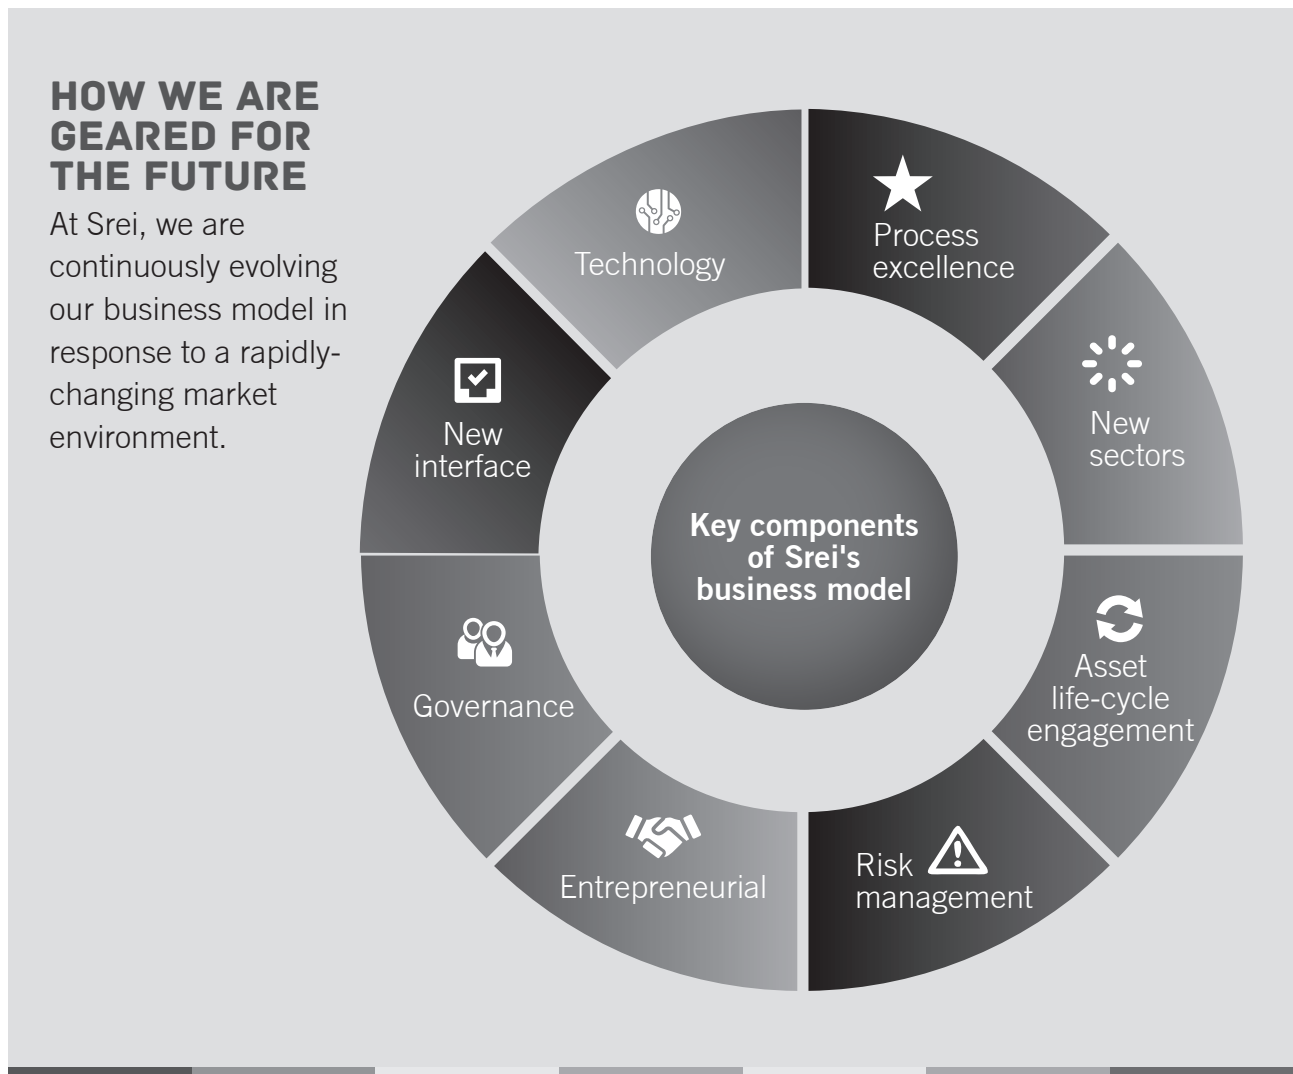 HOW WE ARE
GEARED FOR
THE FUTURE
At Srei, we are
continuously evolving
our business model in
response to a rapidly-
changing market
environment.
Technology
Process
excellence
New
sectors
Asset
life-cycle
engagement
Risk
management
Entrepreneurial
Governance
New
interface
Key components
of Srei's
business model